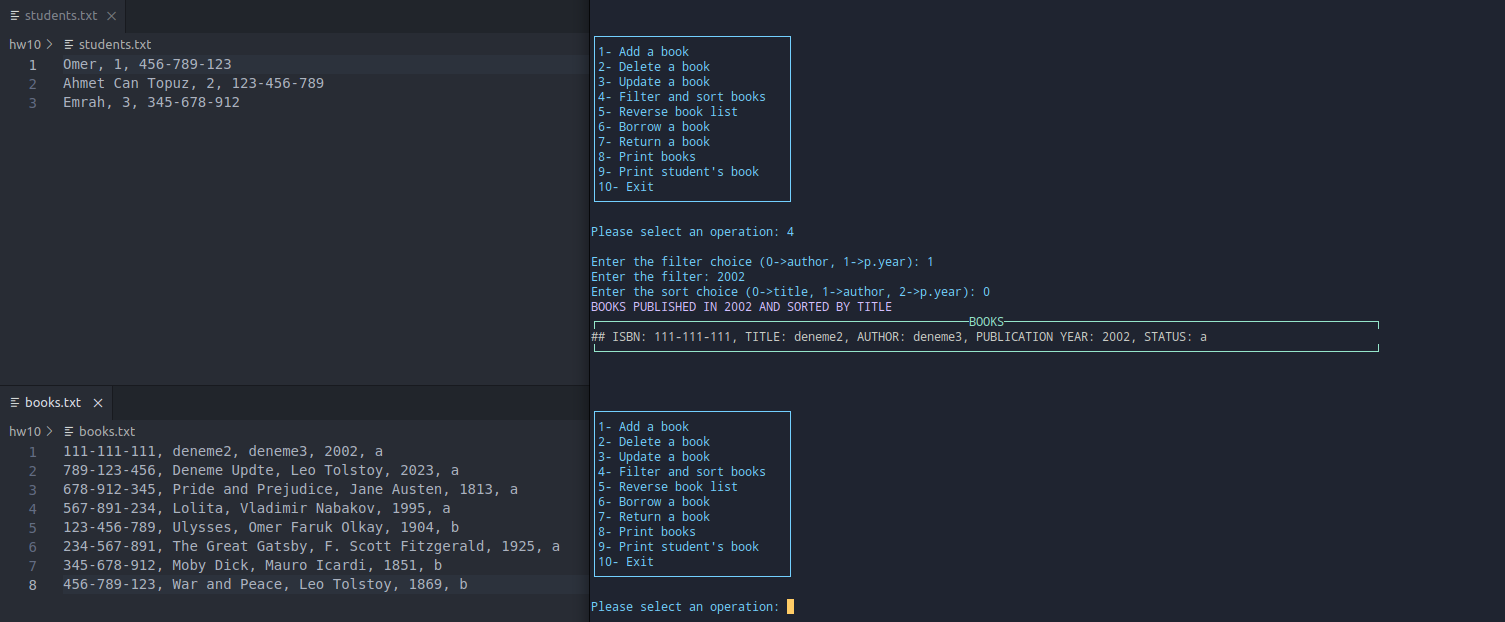 students.txt
hw10 > students.txt
1 Omer, 1, 456-789-123
2 Ahmet Can Topuz, 2, 123-456-789
3 Emrah, 3, 345-678-912
books.txt
hw10 > books.txt
1 111-111-111, deneme2, deneme3, 2002, a
2 789-123-456, Deneme Updte, Leo Tolstoy, 2023, a
3 678-912-345, Pride and Prejudice, Jane Austen, 1813, a
4 567-891-234, Lolita, Vladimir Nabakov, 1995, a
5 123-456-789, Ulysses, Omer Faruk Olkay, 1904, b
6 234-567-891, The Great Gatsby, F. Scott Fitzgerald, 1925, a
7 345-678-912, Moby Dick, Mauro Icardi, 1851, b
8 456-789-123, War and Peace, Leo Tolstoy, 1869, b
1- Add a book
2- Delete a book
3- Update a book
4- Filter and sort books
5- Reverse book list
6- Borrow a book
7- Return a book
8- Print books
9- Print student's book
10- Exit
Please select an operation: 4
Enter the filter choice (0->author, 1->p.year): 1
Enter the filter: 2002
Enter the sort choice (0->title, 1->author, 2->p.year): 0
BOOKS PUBLISHED IN 2002 AND SORTED BY TITLE
BOOKS
## ISBN: 111-111-111, TITLE: deneme2, AUTHOR: deneme3, PUBLICATION YEAR: 2002, STATUS: a
1- Add a book
2- Delete a book
3- Update a book
4- Filter and sort books
5- Reverse book list
6- Borrow a book
7- Return a book
8- Print books
9- Print student's book
10- Exit
Please select an operation: